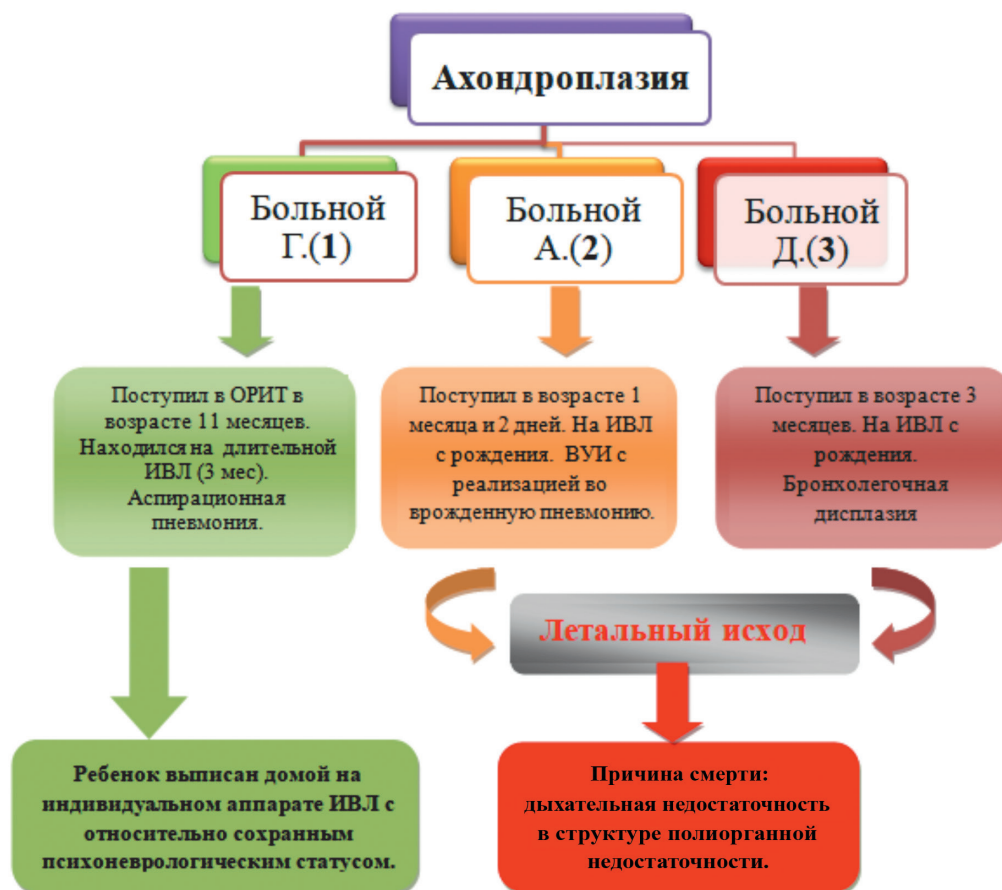 Ахондроплазия
Больной
Г.(1)
Больной
А.(2)
Больной
Д.(3)
Поступил в ОРИТ в
возрасте 11 месяцев.
Находился на длительной
ИВЛ (3 мес).
Аспирационная
пневмония.
Поступил в возрасте 1
месяца и 2 дней. На ИВЛ
с рождения. ВУИ с
реализацией во
врожденную пневмонию.
Поступил в возрасте 3
месяцев. На ИВЛ с
рождения.
Бронхолегочная
дисплазия
Летальный исход
Ребенок выписан домой на
индивидуальном аппарате ИВЛ с
относительно сохранным
психоневрологическим статусом.
Причина смерти:
дыхательная недостаточность
в структуре полиорганной
недостаточности.